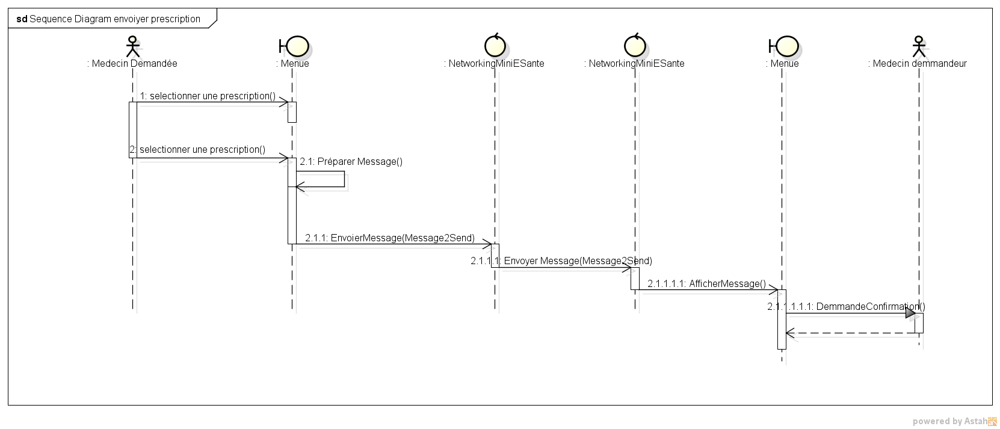 sd Sequence Diagram envoiyer prescription
: Medecin Demandée
: Menue
: NetworkingMiniESante
: NetworkingMiniESante
: Menue
: Medecin demmandeur
1: selectionner une prescription()
2: selectionner une prescription()
2.1: Préparer Message()
2.1.1: EnvoierMessage(Message2Send)
2.1.1.1: Envoyer Message(Message2Send)
2.1.1.1.1: AfficherMessage()
2.1.1.1.1.1: DemmandeConfirmation()
powered by Astah